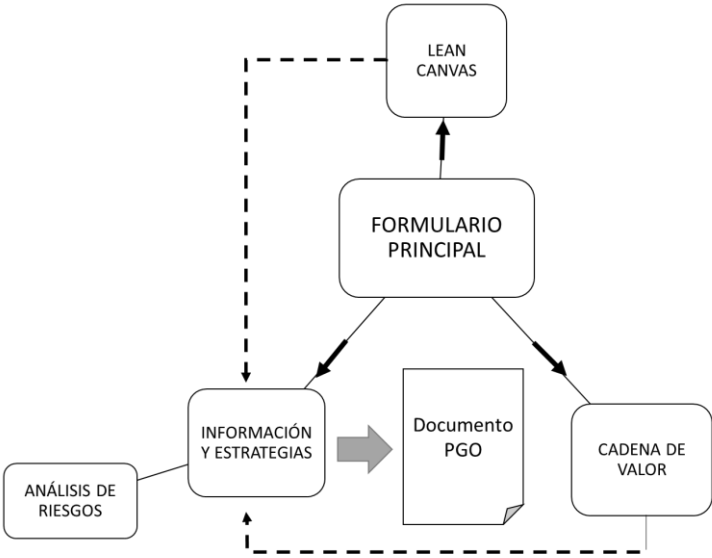 LEAN
CANVAS
FORMULARIO
PRINCIPAL
INFORMACIÓN
Y ESTRATEGIAS
Documento
PGO
CADENA DE
VALOR
ANÁLISIS DE
RIESGOS